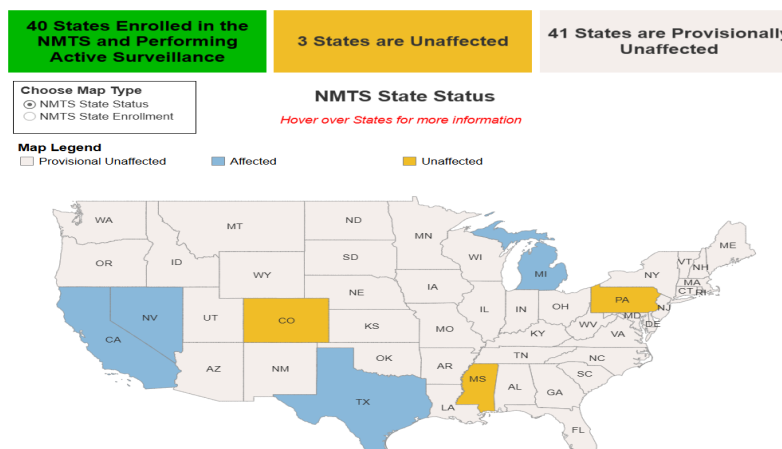 40 States Enrolled in the
NMTS and Performing
Active Surveillance
3 States are Unaffected
41 States are Provisionally
Unaffected
Choose Map Type
NMTS State Status
NMTS State Enrollment
NMTS State Status
Hover over States for more information
Map Legend
Provisional Unaffected
Affected
Unaffected
WA
MT
ND
MN
WI
MI
NY
VT
NH
ME
OR
ID
WY
SD
IA
MA
CT
RI
NV
UT
CO
NE
IL
IN
OH
PA
NJ
CA
KS
MO
KY
WV
MD
DE
VA
AZ
NM
OK
AR
TN
NC
TX
LA
MS
AL
GA
SC
FL